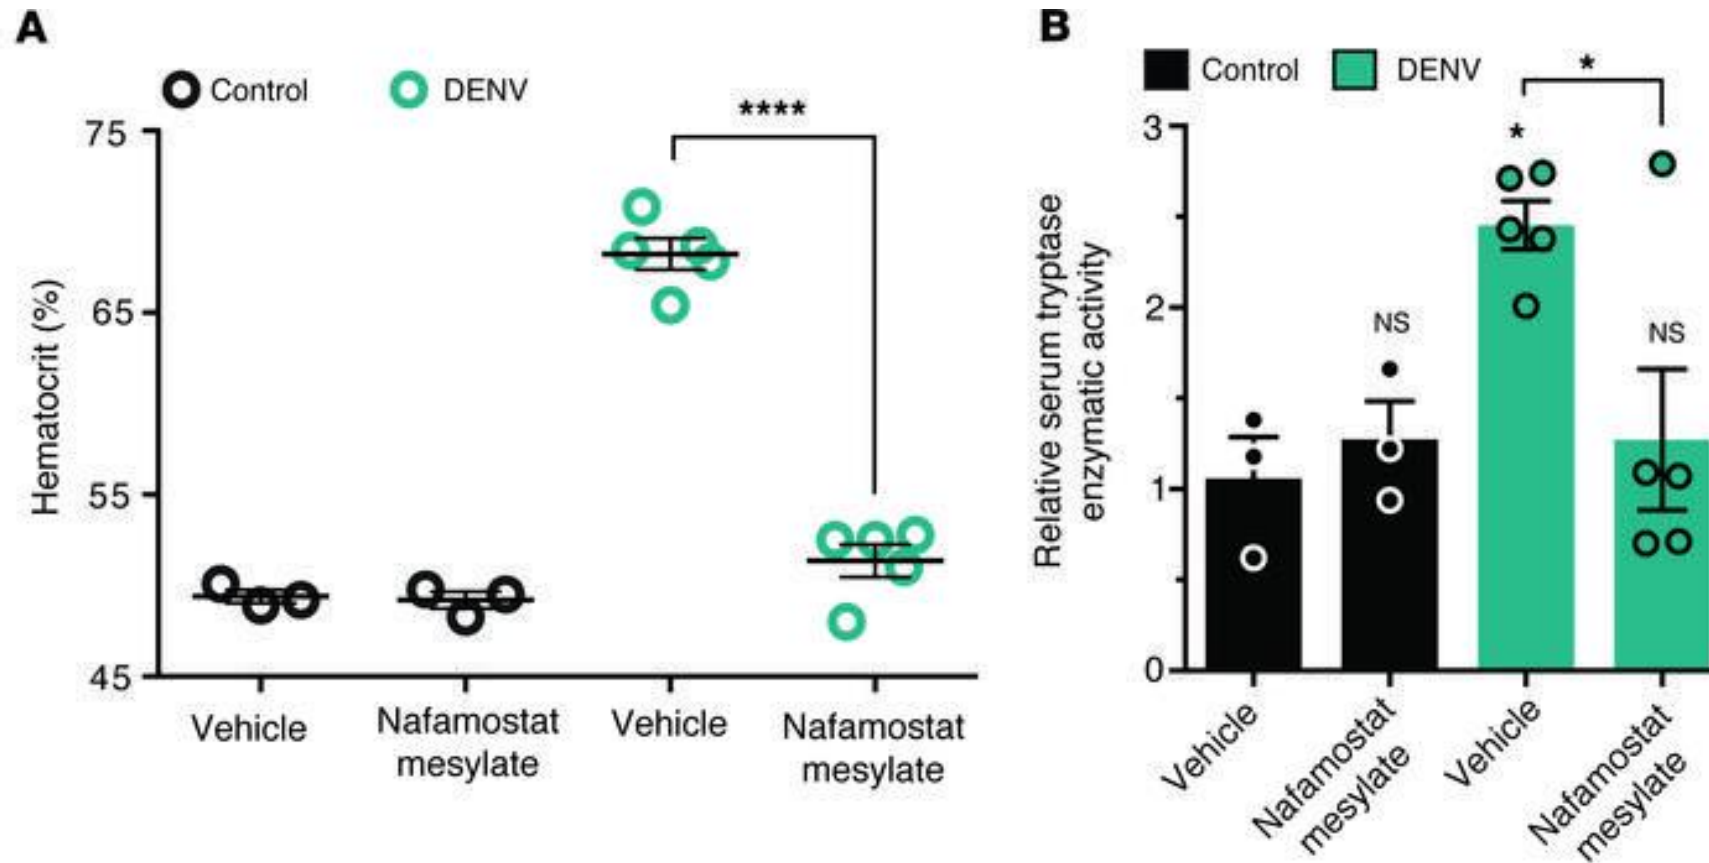 A
Control
DENV
****
75
65
55
45
Hematocrit (%)
Vehicle
Nafamostat
mesylate
Vehicle
Nafamostat
mesylate
B
Control
DENV
*
*
NS
NS
3
2
1
0
Relative serum tryptase
enzymatic activity
Vehicle
Nafamostat
mesylate
Vehicle
Nafamostat
mesylate